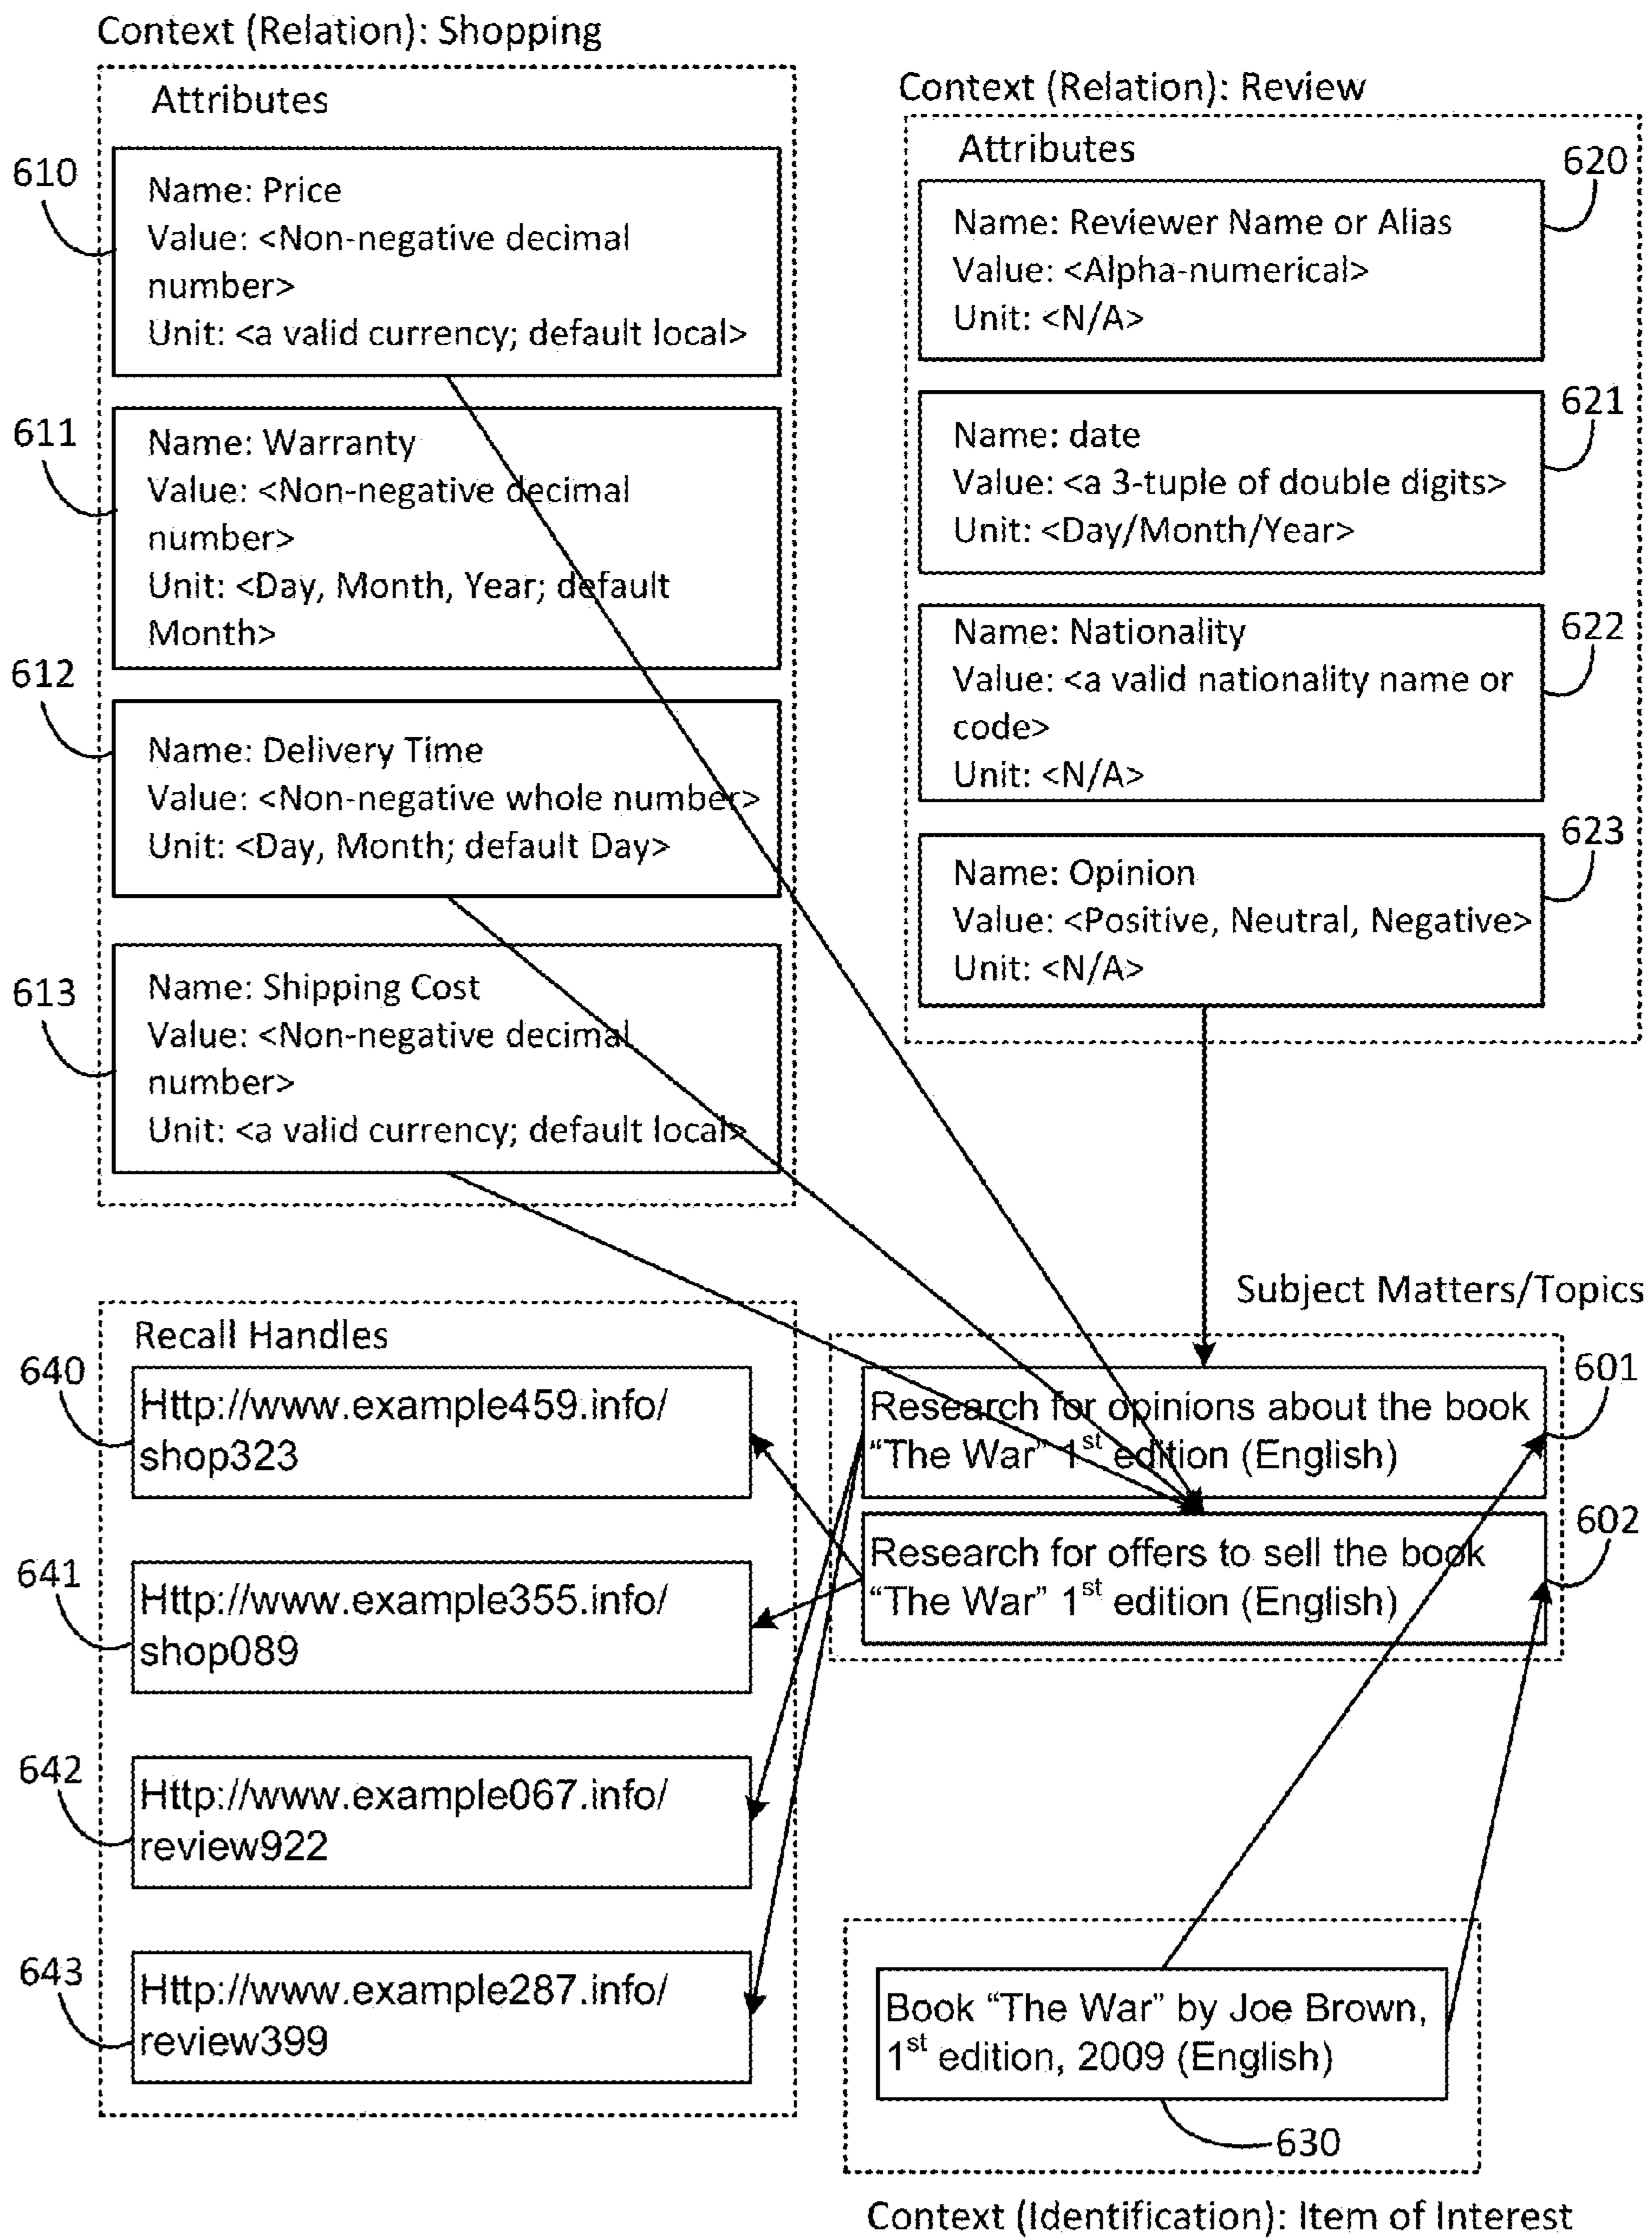 Context (Relation): Shopping
Attributes
610
Name: Price
Value: <Non-negative decimal
number>
Unit: <a valid currency; default local>
611
Name: Warranty
Value: <Non-negative decimal
number>
Unit: <Day, Month, Year; default
Month>
612
Name: Delivery Time
Value: <Non-negative whole number>
Unit: <Day, Month; default Day>
613
Name: Shipping Cost
Value: <Non-negative decimal
number>
Unit: <a valid currency; default local>
Context (Relation): Review
Attributes
620
Name: Reviewer Name or Alias
Value: <Alpha-numerical>
Unit: <N/A>
621
Name: date
Value: <a 3-tuple of double digits>
Unit: <Day/Month/Year>
622
Name: Nationality
Value: <a valid nationality name or
code>
Unit: <N/A>
623
Name: Opinion
Value: <Positive, Neutral, Negative>
Unit: <N/A>
Recall Handles
640
Http://www.example459.info/
shop323
641
Http://www.example355.info/
shop089
642
Http://www.example067.info/
review922
643
Http://www.example287.info/
review399
Subject Matters/Topics
601
Research for opinions about the book
“The War” 1st edition (English)
602
Research for offers to sell the book
“The War” 1st edition (English)
Book “The War” by Joe Brown,
1st edition, 2009 (English)
630
Context (Identification): Item of Interest